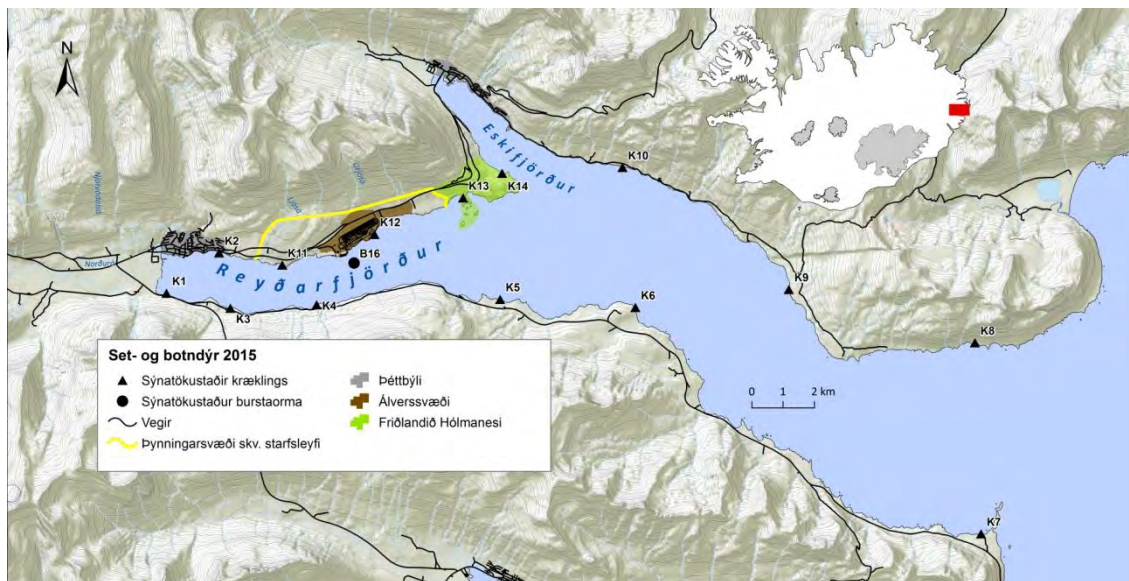 N
Eskifjörður
K10
K13
K14
Grjótá
Ljósá
K12
K2
K11
B16
Norðurá
Reyðarfjörður
K1
K3
K4
K5
K6
K9
K8
K7
0 1 2 km
Set- og botndýr 2015
Sýnatökustaðir kræklings
Sýnatökustaður burstaorma
Vegir
Þynningarsvæði skv. starfsleyfi
Þéttbýli
Álverssvæði
Friðlandið Hólmanesi